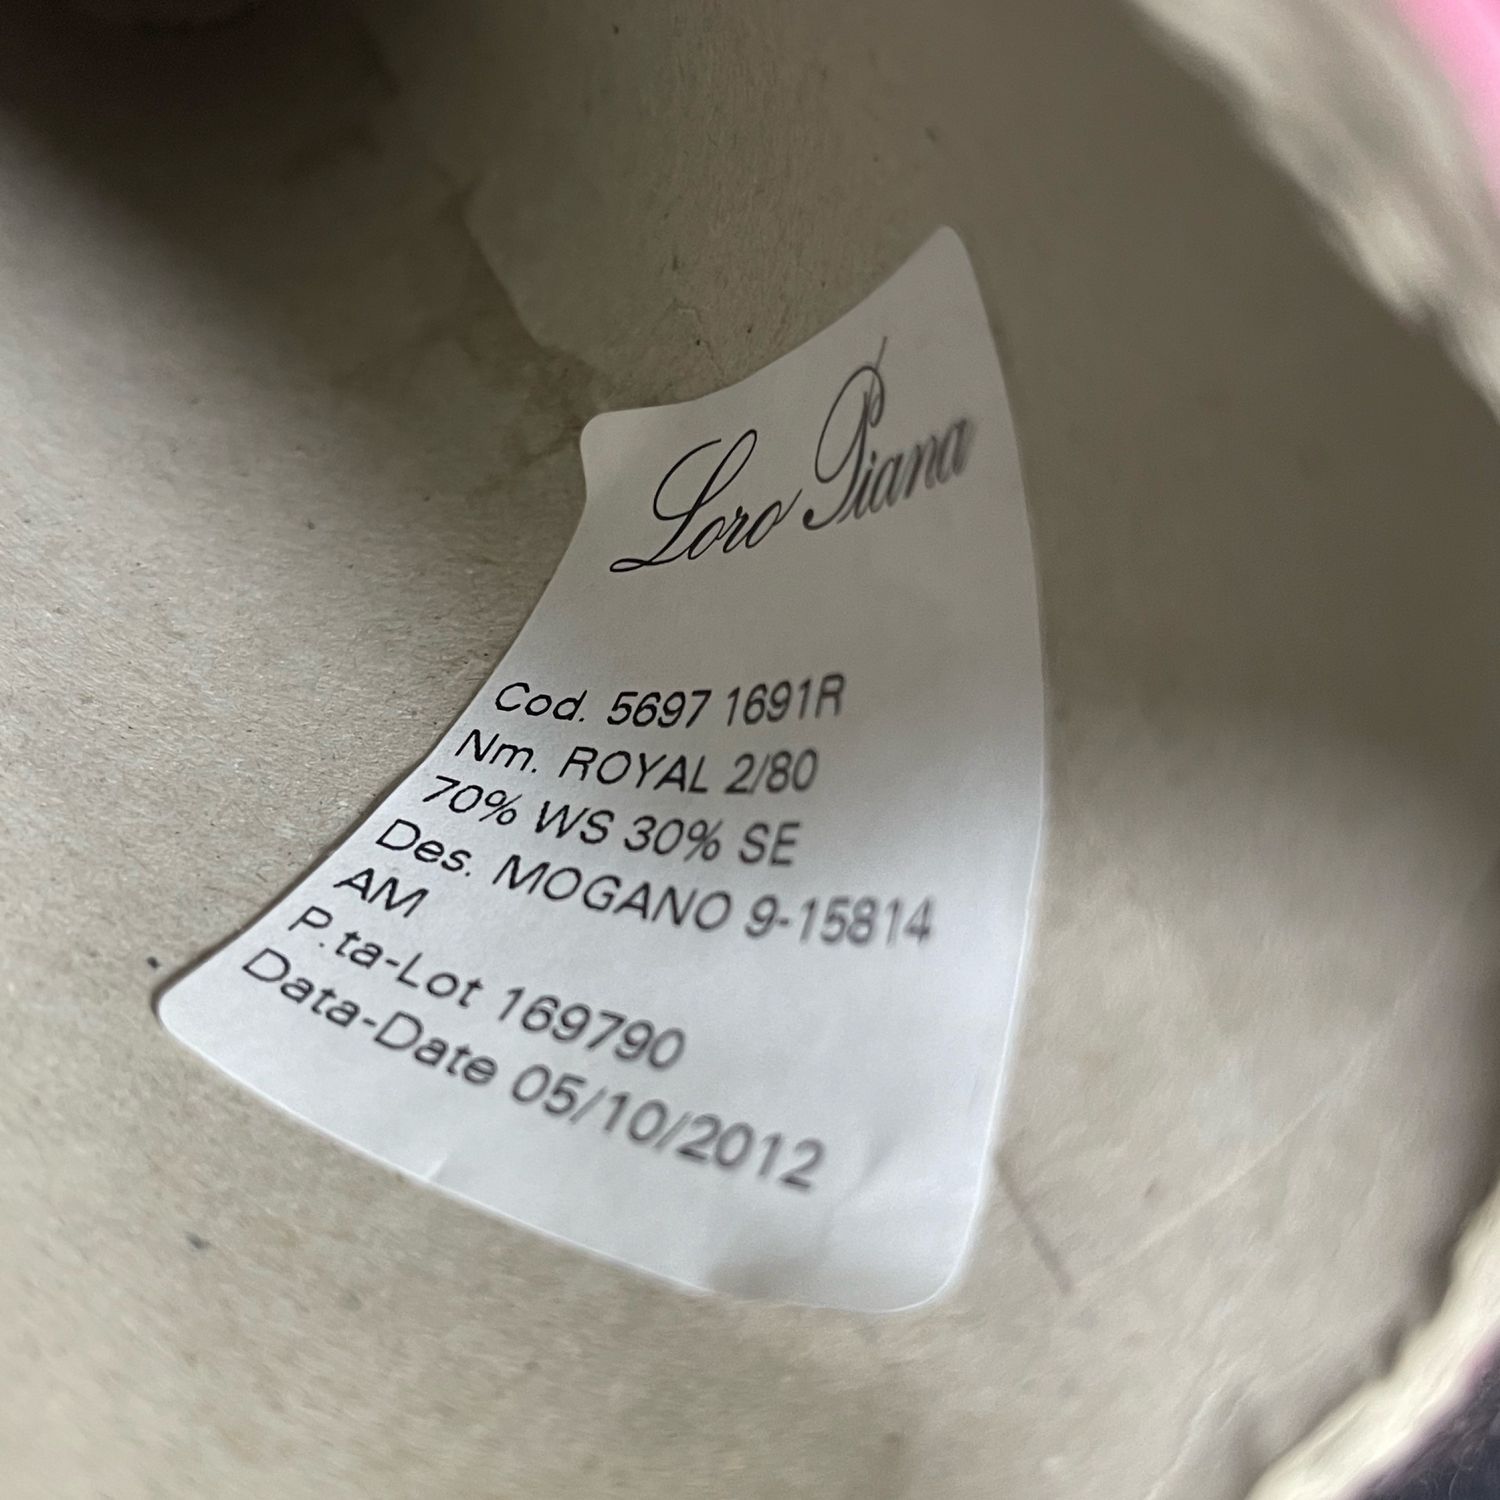 Loro Piana
Cod. 5697 1691R
Nm. ROYAL 2/80
70% WS 30% SE
Des. MOGANO 9-15814
AM
P.ta-Lot 169790
Data-Date 05/10/2012